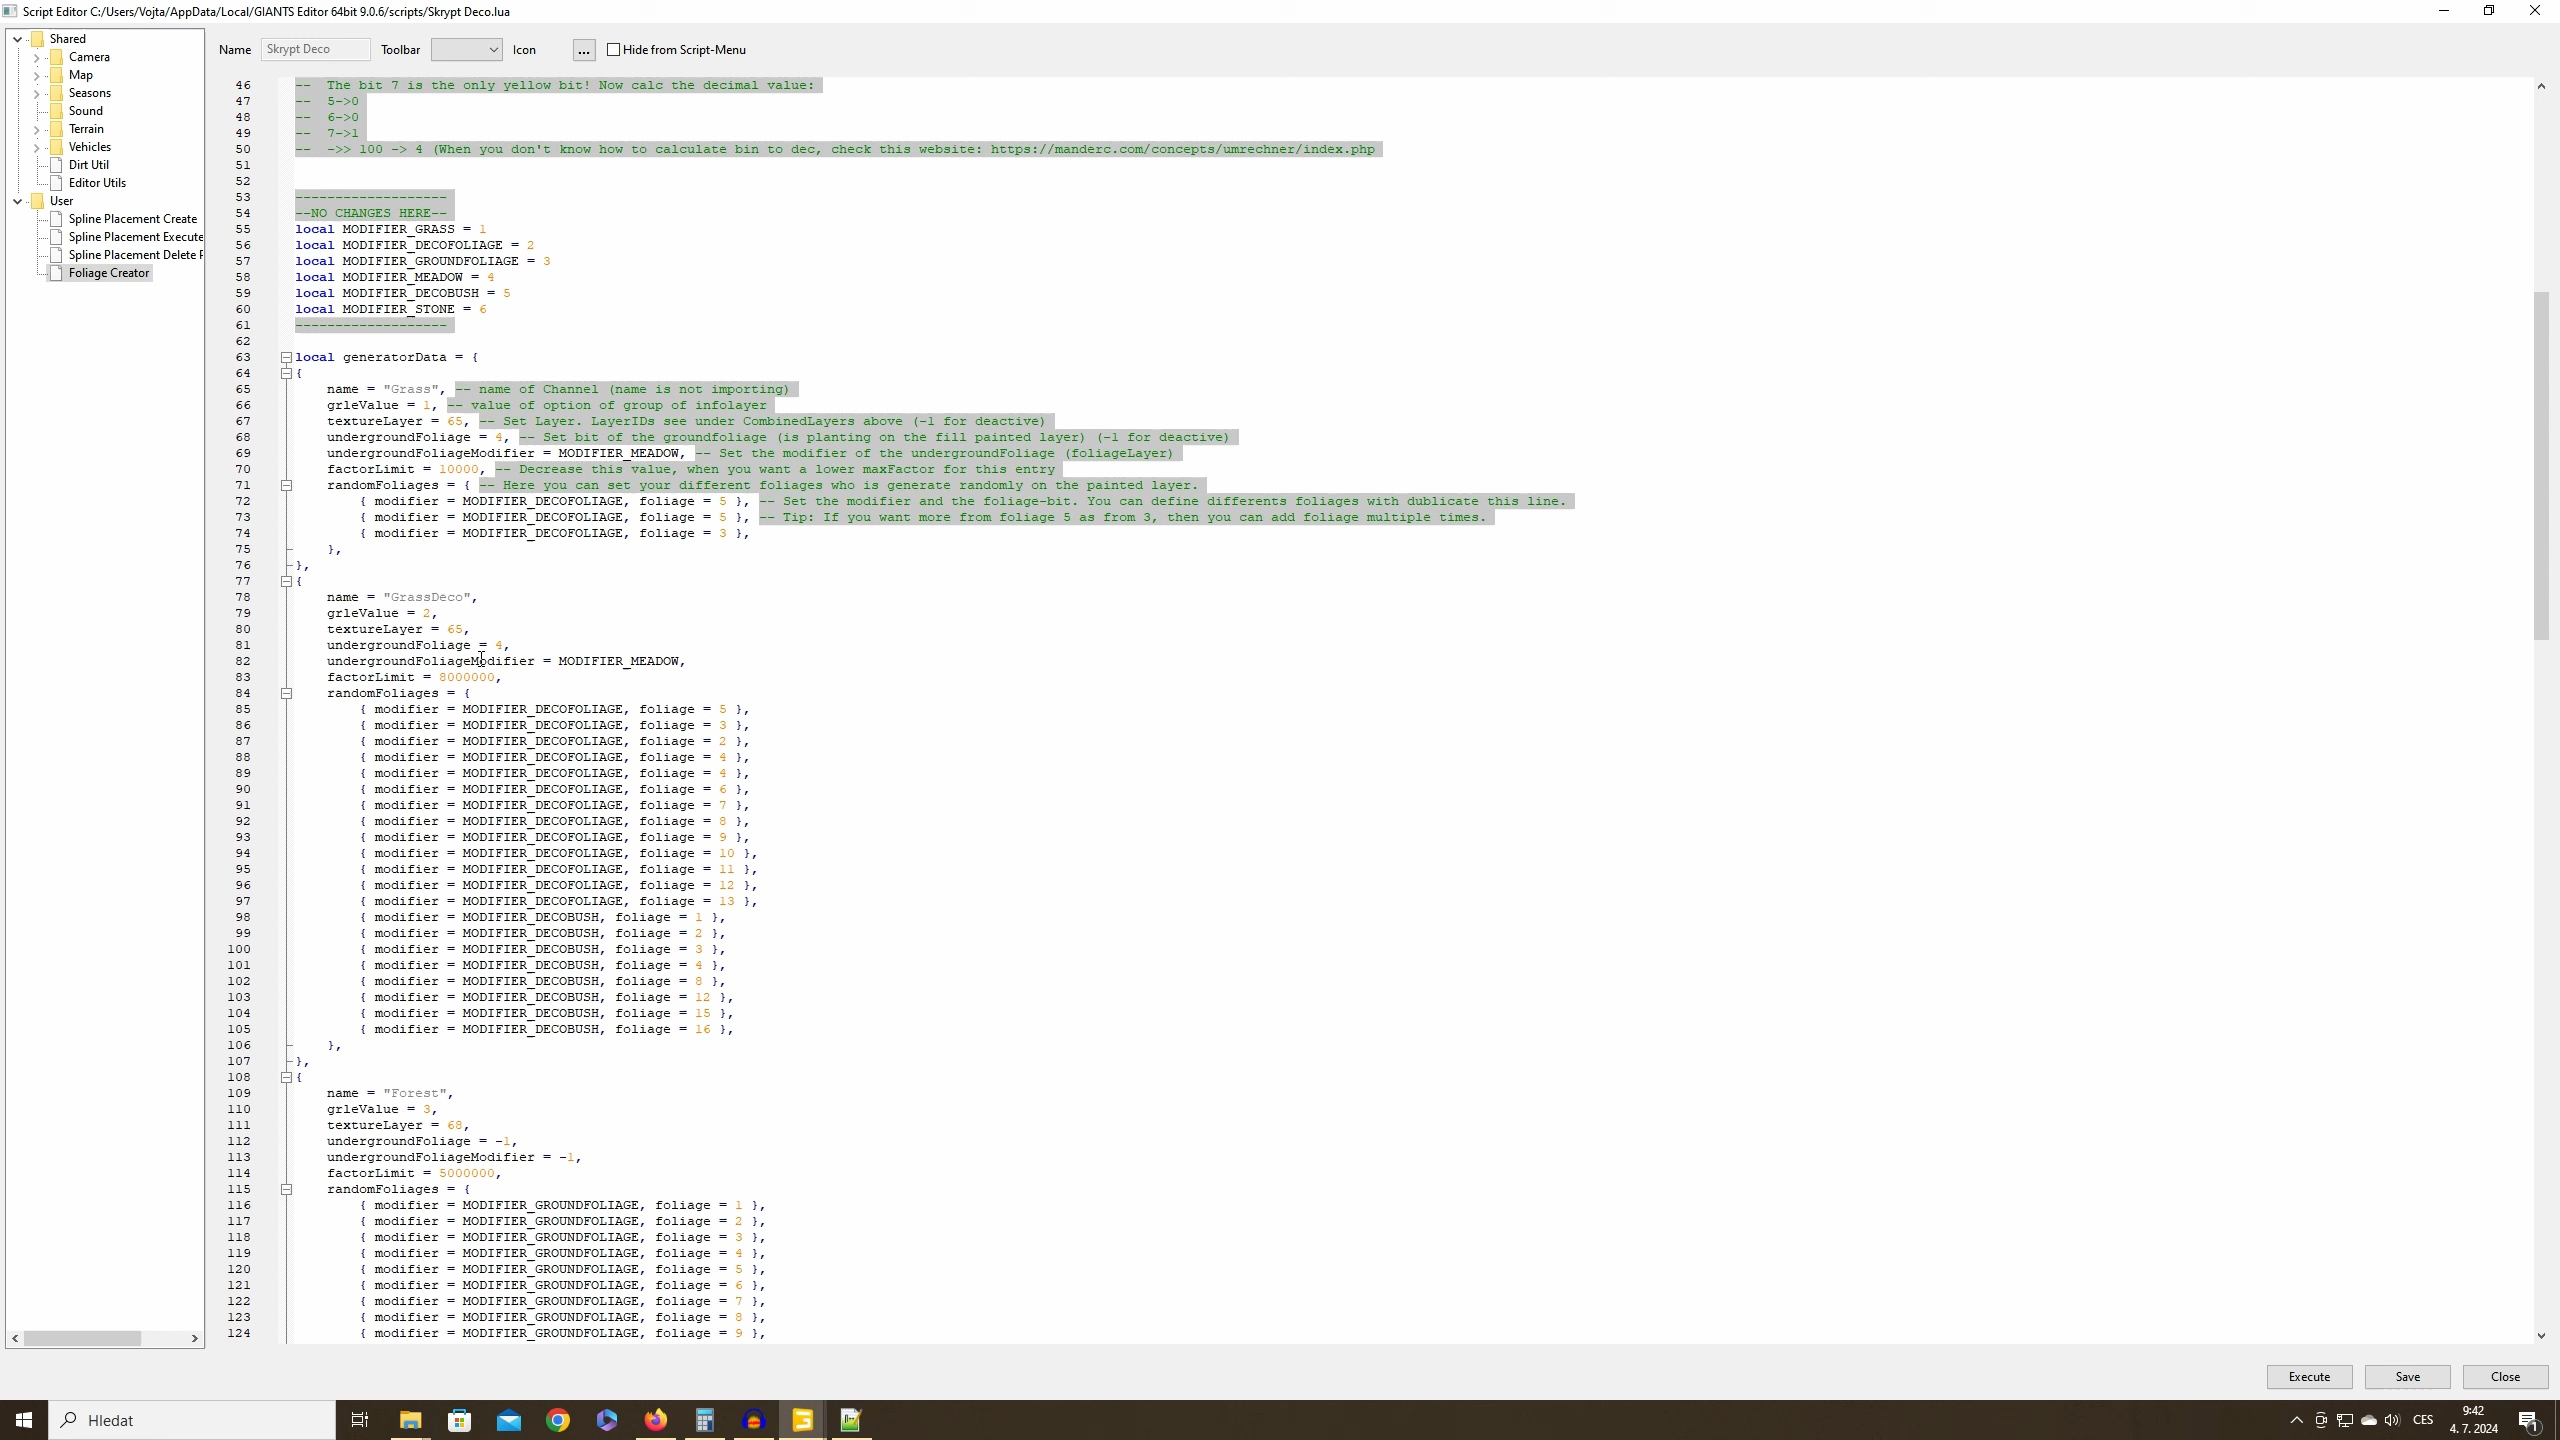 Script Editor C:/Users/Vojta/AppData/Local/GIANTS Editor 64bit 9.0.6/scripts/Skrypt Deco.lua
Shared
Camera
Map
Seasons
Sound
Terrain
Vehicles
Dirt Util
Editor Utils
User
Spline Placement Create
Spline Placement Execute
Spline Placement Delete F
Foliage Creator
Name Skrypt Deco Toolbar Icon ... Hide from Script-Menu
46 -- The bit 7 is the only yellow bit! Now calc the decimal value:
47 -- 5->0
48 -- 6->0
49 -- 7->1
50 -- ->> 100 -> 4 (When you don't know how to calculate bin to dec, check this website: https://manderc.com/concepts/umrechner/index.php
51
52
53 -------------------
54 --NO CHANGES HERE--
55 local MODIFIER_GRASS = 1
56 local MODIFIER_DECOFOLIAGE = 2
57 local MODIFIER_GROUNDFOLIAGE = 3
58 local MODIFIER_MEADOW = 4
59 local MODIFIER_DECOBUSH = 5
60 local MODIFIER_STONE = 6
61 -------------------
62
63 local generatorData = {
64 {
65 name = "Grass", -- name of Channel (name is not importing)
66 grleValue = 1, -- value of option of group of infolayer
67 textureLayer = 65, -- Set Layer. LayerIDs see under CombinedLayers above (-1 for deactive)
68 undergroundFoliage = 4, -- Set bit of the groundfoliage (is planting on the fill painted layer) (-1 for deactive)
69 undergroundFoliageModifier = MODIFIER_MEADOW, -- Set the modifier of the undergroundFoliage (foliageLayer)
70 factorLimit = 10000, -- Decrease this value, when you want a lower maxFactor for this entry
71 randomFoliages = { -- Here you can set your different foliages who is generate randomly on the painted layer.
72 { modifier = MODIFIER_DECOFOLIAGE, foliage = 5 }, -- Set the modifier and the foliage-bit. You can define differents foliages with dublicate this line.
73 { modifier = MODIFIER_DECOFOLIAGE, foliage = 5 }, -- Tip: If you want more from foliage 5 as from 3, then you can add foliage multiple times.
74 { modifier = MODIFIER_DECOFOLIAGE, foliage = 3 },
75 },
76 },
77 {
78 name = "GrassDeco",
79 grleValue = 2,
80 textureLayer = 65,
81 undergroundFoliage = 4,
82 undergroundFoliageModifier = MODIFIER_MEADOW,
83 factorLimit = 8000000,
84 randomFoliages = {
85 { modifier = MODIFIER_DECOFOLIAGE, foliage = 5 },
86 { modifier = MODIFIER_DECOFOLIAGE, foliage = 3 },
87 { modifier = MODIFIER_DECOFOLIAGE, foliage = 2 },
88 { modifier = MODIFIER_DECOFOLIAGE, foliage = 4 },
89 { modifier = MODIFIER_DECOFOLIAGE, foliage = 4 },
90 { modifier = MODIFIER_DECOFOLIAGE, foliage = 6 },
91 { modifier = MODIFIER_DECOFOLIAGE, foliage = 7 },
92 { modifier = MODIFIER_DECOFOLIAGE, foliage = 8 },
93 { modifier = MODIFIER_DECOFOLIAGE, foliage = 9 },
94 { modifier = MODIFIER_DECOFOLIAGE, foliage = 10 },
95 { modifier = MODIFIER_DECOFOLIAGE, foliage = 11 },
96 { modifier = MODIFIER_DECOFOLIAGE, foliage = 12 },
97 { modifier = MODIFIER_DECOFOLIAGE, foliage = 13 },
98 { modifier = MODIFIER_DECOBUSH, foliage = 1 },
99 { modifier = MODIFIER_DECOBUSH, foliage = 2 },
100 { modifier = MODIFIER_DECOBUSH, foliage = 3 },
101 { modifier = MODIFIER_DECOBUSH, foliage = 4 },
102 { modifier = MODIFIER_DECOBUSH, foliage = 8 },
103 { modifier = MODIFIER_DECOBUSH, foliage = 12 },
104 { modifier = MODIFIER_DECOBUSH, foliage = 15 },
105 { modifier = MODIFIER_DECOBUSH, foliage = 16 },
106 },
107 },
108 {
109 name = "Forest",
110 grleValue = 3,
111 textureLayer = 68,
112 undergroundFoliage = -1,
113 undergroundFoliageModifier = -1,
114 factorLimit = 5000000,
115 randomFoliages = {
116 { modifier = MODIFIER_GROUNDFOLIAGE, foliage = 1 },
117 { modifier = MODIFIER_GROUNDFOLIAGE, foliage = 2 },
118 { modifier = MODIFIER_GROUNDFOLIAGE, foliage = 3 },
119 { modifier = MODIFIER_GROUNDFOLIAGE, foliage = 4 },
120 { modifier = MODIFIER_GROUNDFOLIAGE, foliage = 5 },
121 { modifier = MODIFIER_GROUNDFOLIAGE, foliage = 6 },
122 { modifier = MODIFIER_GROUNDFOLIAGE, foliage = 7 },
123 { modifier = MODIFIER_GROUNDFOLIAGE, foliage = 8 },
124 { modifier = MODIFIER_GROUNDFOLIAGE, foliage = 9 },
Execute Save Close
Hledat
CES
9:42
4. 7. 2024
1